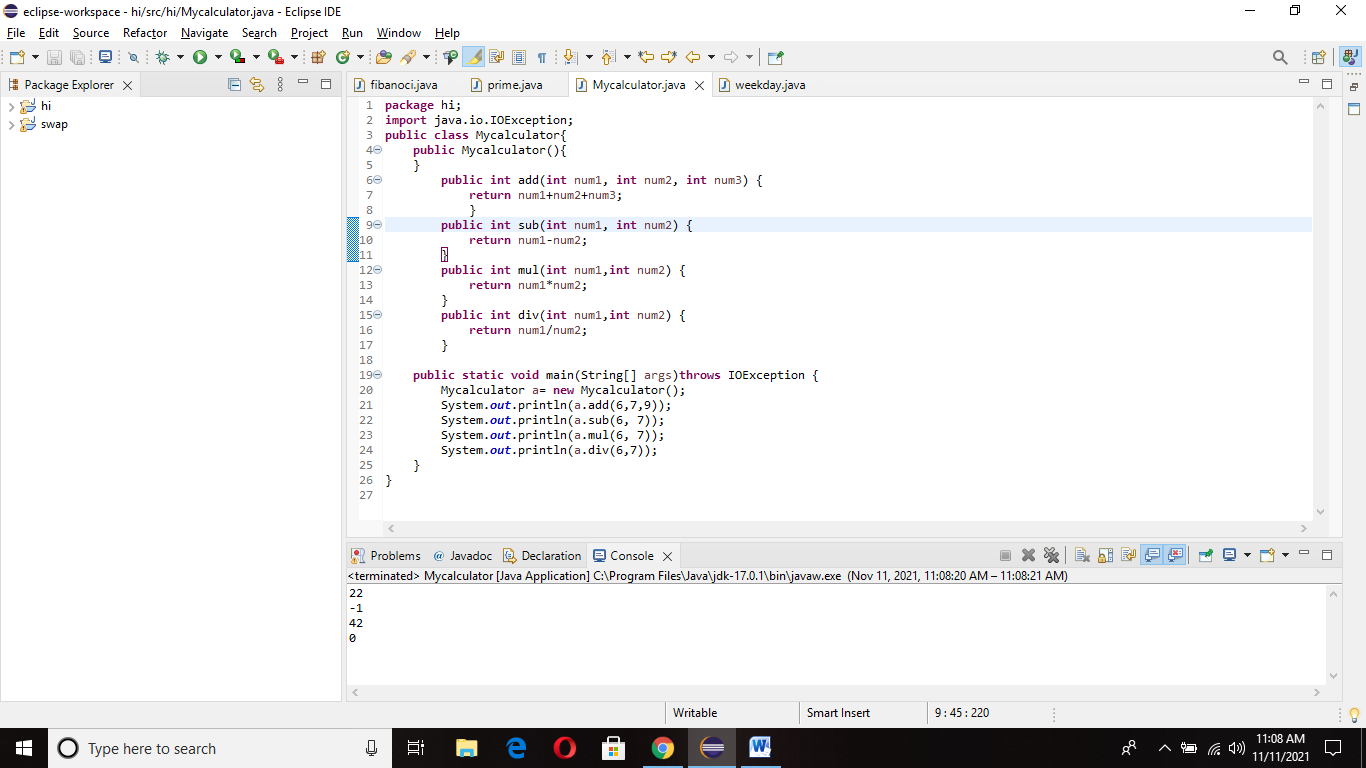 eclipse-workspace - hi/src/hi/Mycalculator.java - Eclipse IDE
File Edit Source Refactor Navigate Search Project Run Window Help
Package Explorer
hi
swap
fibanoci.java prime.java Mycalculator.java weekday.java
1 package hi;
2 import java.io.IOException;
3 public class Mycalculator{
4 public Mycalculator(){
5 }
6 public int add(int num1, int num2, int num3) {
7 return num1+num2+num3;
8 }
9 public int sub(int num1, int num2) {
10 return num1-num2;
11 }
12 public int mul(int num1,int num2) {
13 return num1*num2;
14 }
15 public int div(int num1,int num2) {
16 return num1/num2;
17 }
18
19 public static void main(String[] args)throws IOException {
20 Mycalculator a= new Mycalculator();
21 System.out.println(a.add(6,7,9));
22 System.out.println(a.sub(6, 7));
23 System.out.println(a.mul(6, 7));
24 System.out.println(a.div(6,7));
25 }
26 }
27
Problems @ Javadoc Declaration Console
<terminated> Mycalculator [Java Application] C:\Program Files\Java\jdk-17.0.1\bin\javaw.exe (Nov 11, 2021, 11:08:20 AM – 11:08:21 AM)
22
-1
42
0
Writable Smart Insert 9 : 45 : 220
Type here to search
11:08 AM
11/11/2021